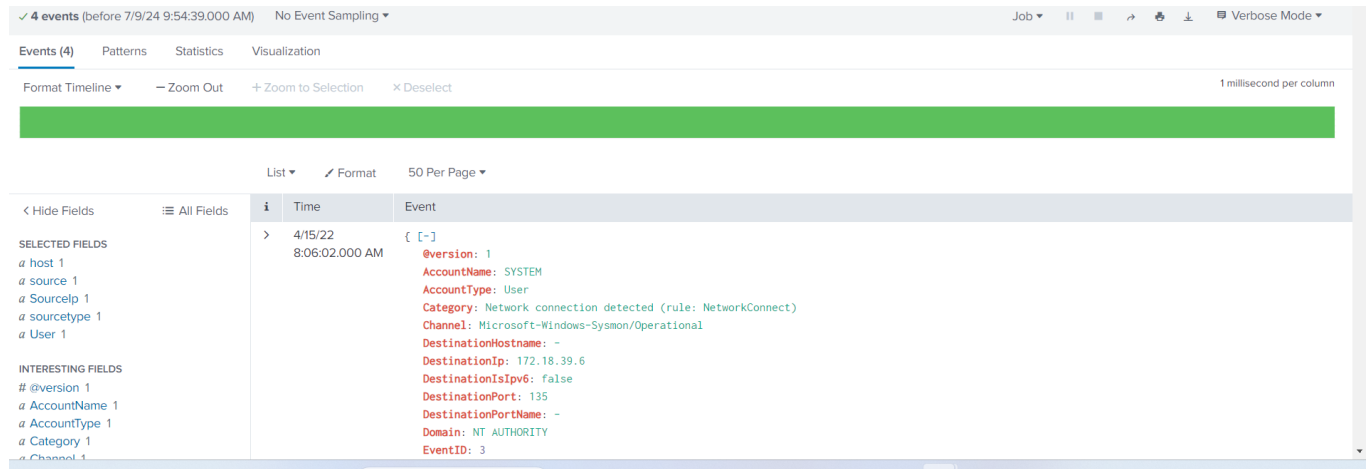 ✓ 4 events (before 7/9/24 9:54:39.000 AM) No Event Sampling ▾ Job ▾ Verbose Mode ▾
Events (4) Patterns Statistics Visualization
Format Timeline ▾ — Zoom Out + Zoom to Selection × Deselect 1 millisecond per column
List ▾ Format 50 Per Page ▾
< Hide Fields All Fields i Time Event
SELECTED FIELDS
a host 1
a source 1
a SourceIp 1
a sourcetype 1
a User 1
INTERESTING FIELDS
# @version 1
a AccountName 1
a AccountType 1
a Category 1
a Channel 1
> 4/15/22
8:06:02.000 AM
{ [-]
@version: 1
AccountName: SYSTEM
AccountType: User
Category: Network connection detected (rule: NetworkConnect)
Channel: Microsoft-Windows-Sysmon/Operational
DestinationHostname: -
DestinationIp: 172.18.39.6
DestinationIsIpv6: false
DestinationPort: 135
DestinationPortName: -
Domain: NT AUTHORITY
EventID: 3